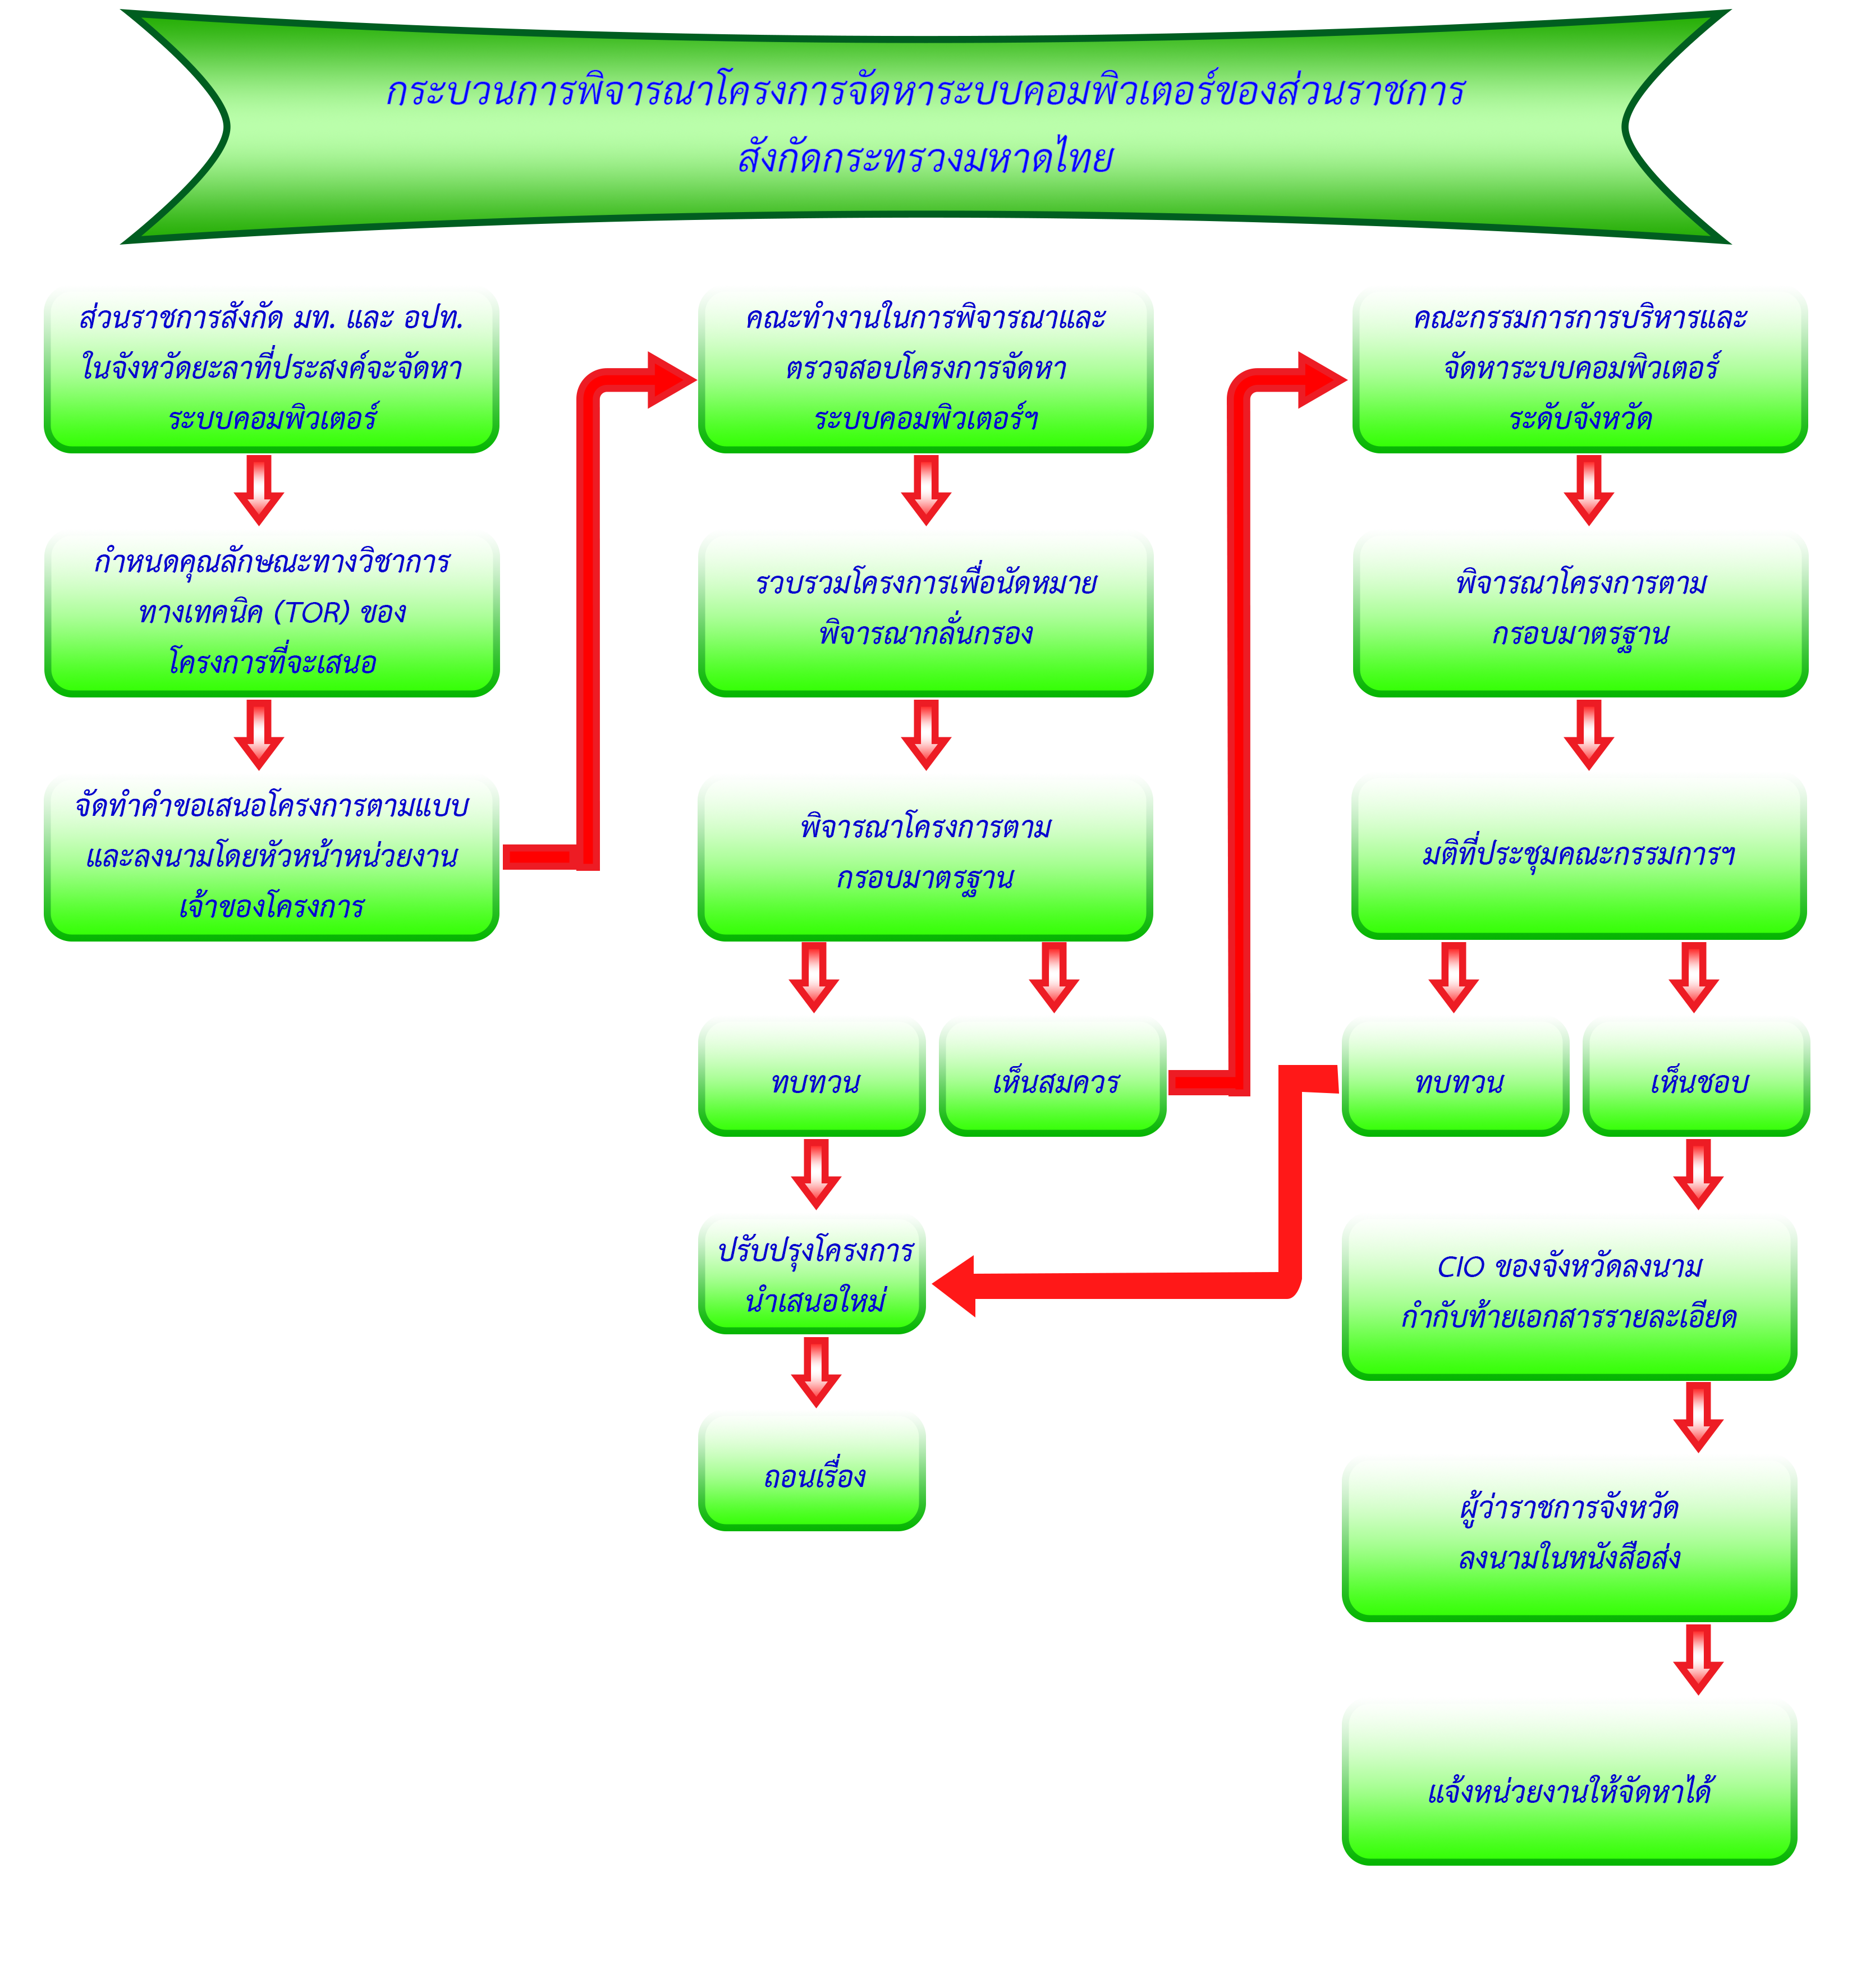 กระบวนการพิจารณาโครงการจัดหาระบบคอมพิวเตอร์ของส่วนราชการ
สังกัดกระทรวงมหาดไทย
ส่วนราชการสังกัด มท. และ อปท.
ในจังหวัดยะลาที่ประสงค์จะจัดหา
ระบบคอมพิวเตอร์
กำหนดคุณลักษณะทางวิชาการ
ทางเทคนิค (TOR) ของ
โครงการที่จะเสนอ
จัดทำคำขอเสนอโครงการตามแบบ
และลงนามโดยหัวหน้าหน่วยงาน
เจ้าของโครงการ
คณะทำงานในการพิจารณาและ
ตรวจสอบโครงการจัดหา
ระบบคอมพิวเตอร์ฯ
รวบรวมโครงการเพื่อนัดหมาย
พิจารณากลั่นกรอง
พิจารณาโครงการตาม
กรอบมาตรฐาน
ทบทวน
เห็นสมควร
ปรับปรุงโครงการ
นำเสนอใหม่
ถอนเรื่อง
คณะกรรมการการบริหารและ
จัดหาระบบคอมพิวเตอร์
ระดับจังหวัด
พิจารณาโครงการตาม
กรอบมาตรฐาน
มติที่ประชุมคณะกรรมการฯ
ทบทวน
เห็นชอบ
CIO ของจังหวัดลงนาม
กำกับท้ายเอกสารรายละเอียด
ผู้ว่าราชการจังหวัด
ลงนามในหนังสือส่ง
แจ้งหน่วยงานให้จัดหาได้